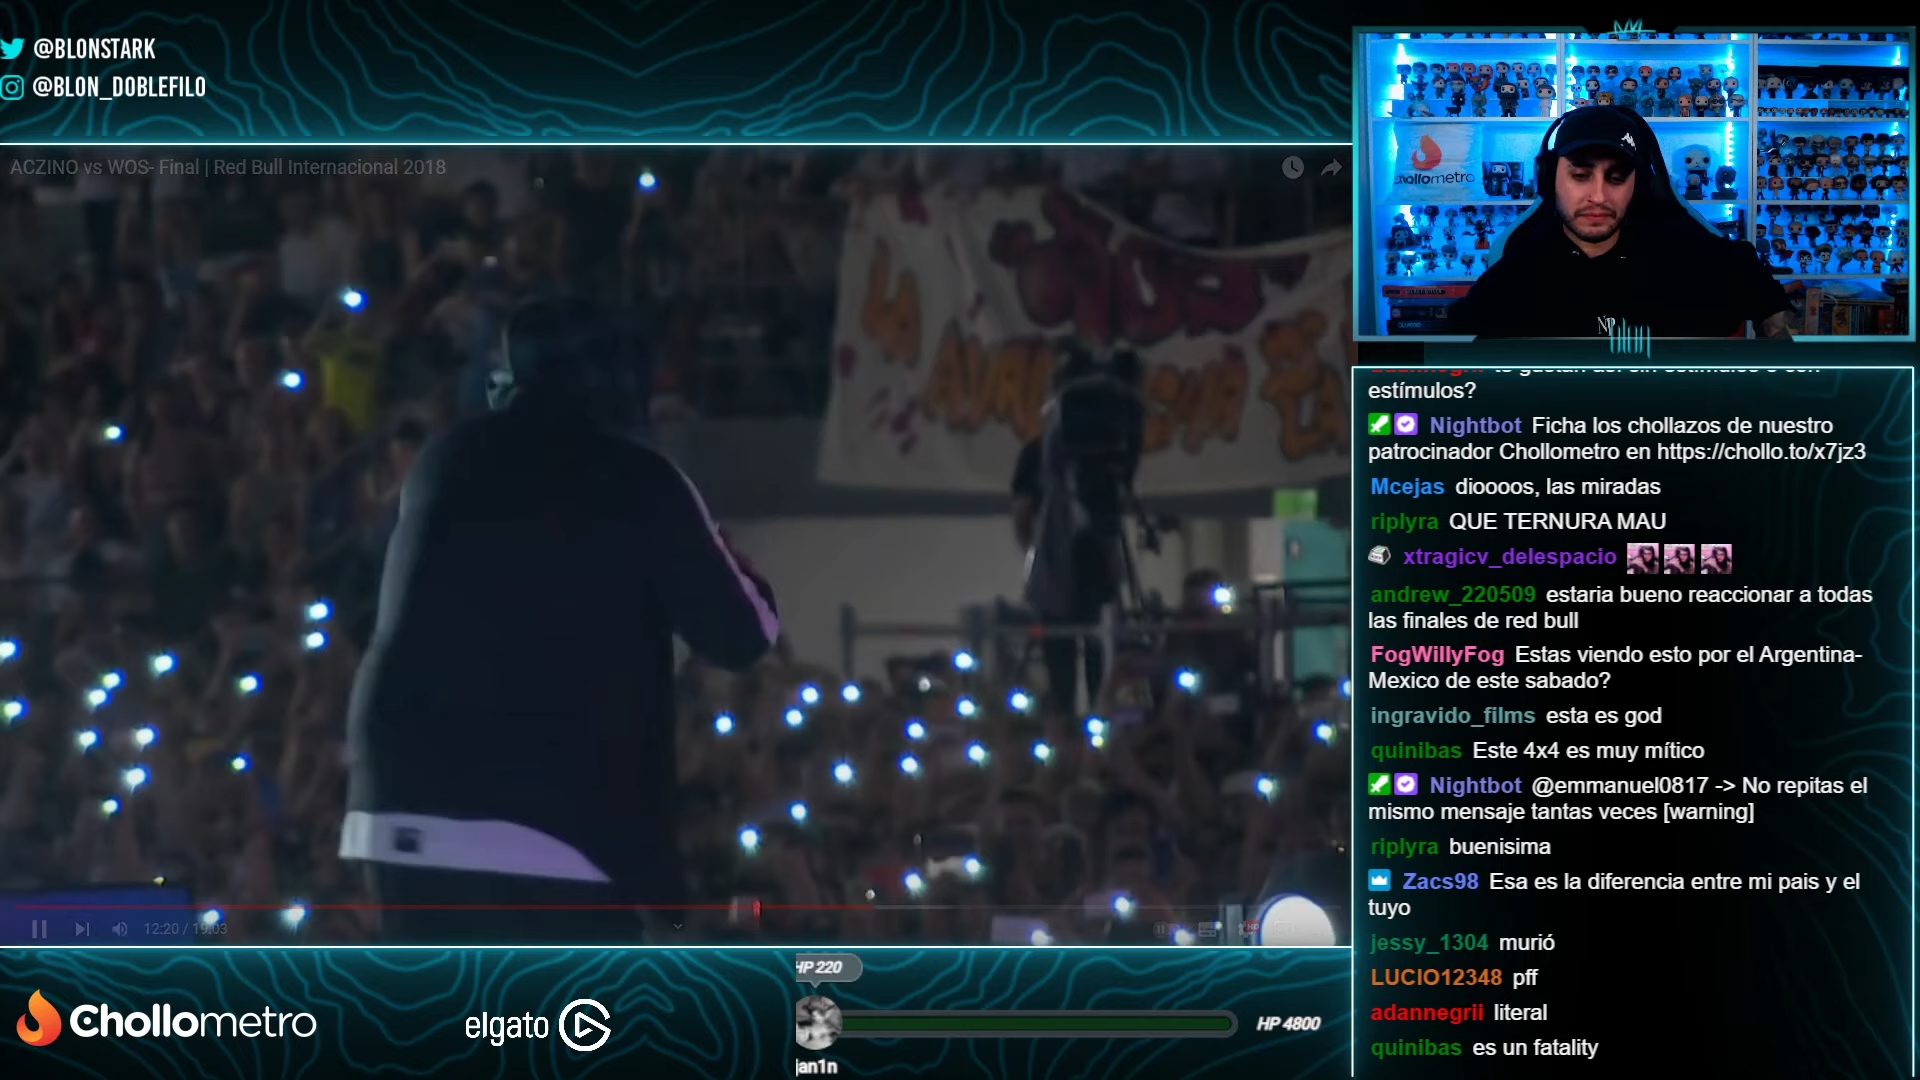 @BLONSTARK
@BLON_DOBLEFILO
ACZINO vs WOS- Final | Red Bull Internacional 2018
LA
12:20 / 19:03
HD
Chollometro
elgato
HP 220
HP 4800
jan1n
chollometro
NP
estímulos?
Nightbot Ficha los chollazos de nuestro
patrocinador Chollometro en https://chollo.to/x7jz3
Mcejas dioooos, las miradas
riplyra QUE TERNURA MAU
xtragicv_delespacio
andrew_220509 estaria bueno reaccionar a todas
las finales de red bull
FogWillyFog Estas viendo esto por el Argentina-
Mexico de este sabado?
ingravido_films esta es god
quinibas Este 4x4 es muy mítico
Nightbot @emmanuel0817 -> No repitas el
mismo mensaje tantas veces [warning]
riplyra buenisima
Zacs98 Esa es la diferencia entre mi pais y el
tuyo
jessy_1304 murió
LUCIO12348 pff
adannegrii literal
quinibas es un fatality